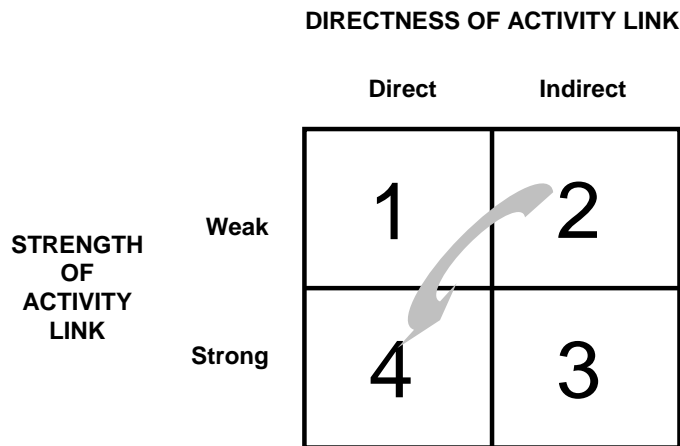 DIRECTNESS OF ACTIVITY LINK
Direct Indirect
1 2
Weak
STRENGTH
OF
ACTIVITY
LINK
Strong
4 3